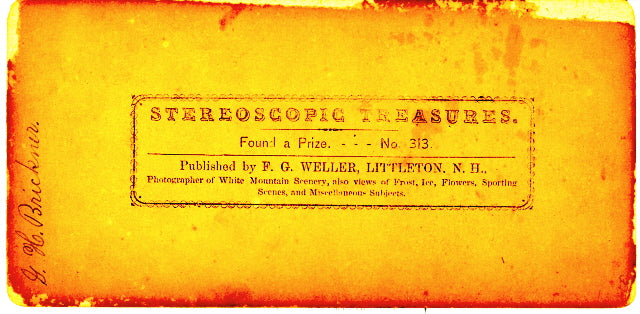 STEREOSCOPIC TREASURES.
Found a Prize. - - - No. 313.
Published by F. G. WELLER, LITTLETON, N. H.,
Photographer of White Mountain Scenery, also views of Frost, Ice, Flowers, Sporting
Scenes, and Miscellaneous Subjects.
G. H. Brickner.